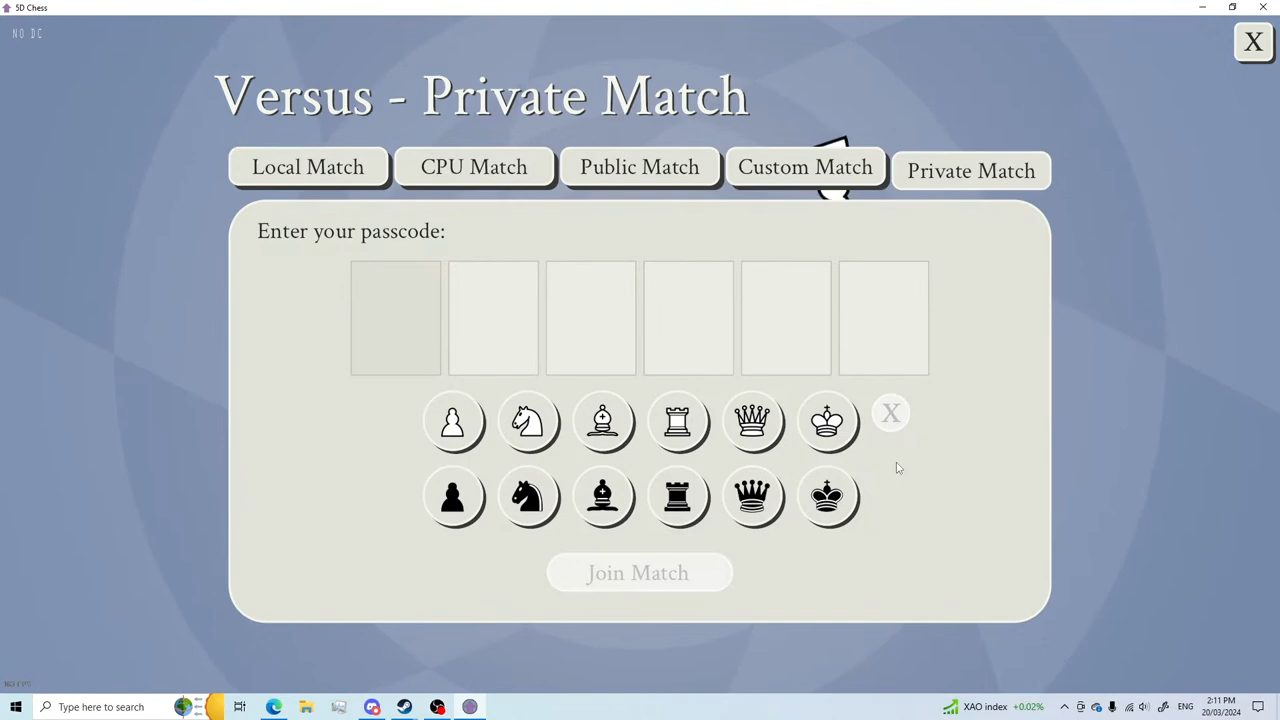 5D Chess
NO DC
X
Versus - Private Match
Local Match
CPU Match
Public Match
Custom Match
Private Match
Enter your passcode:
X
Join Match
Type here to search
XAO index +0.02%
ENG
2:11 PM
20/03/2024